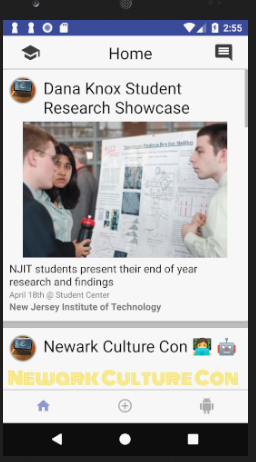 2:55
Home
Dana Knox Student
Research Showcase
NJIT students present their end of year
research and findings
April 18th @ Student Center
New Jersey Institute of Technology
Newark Culture Con 👩‍💻 🤖
NEWARK CULTURE CON